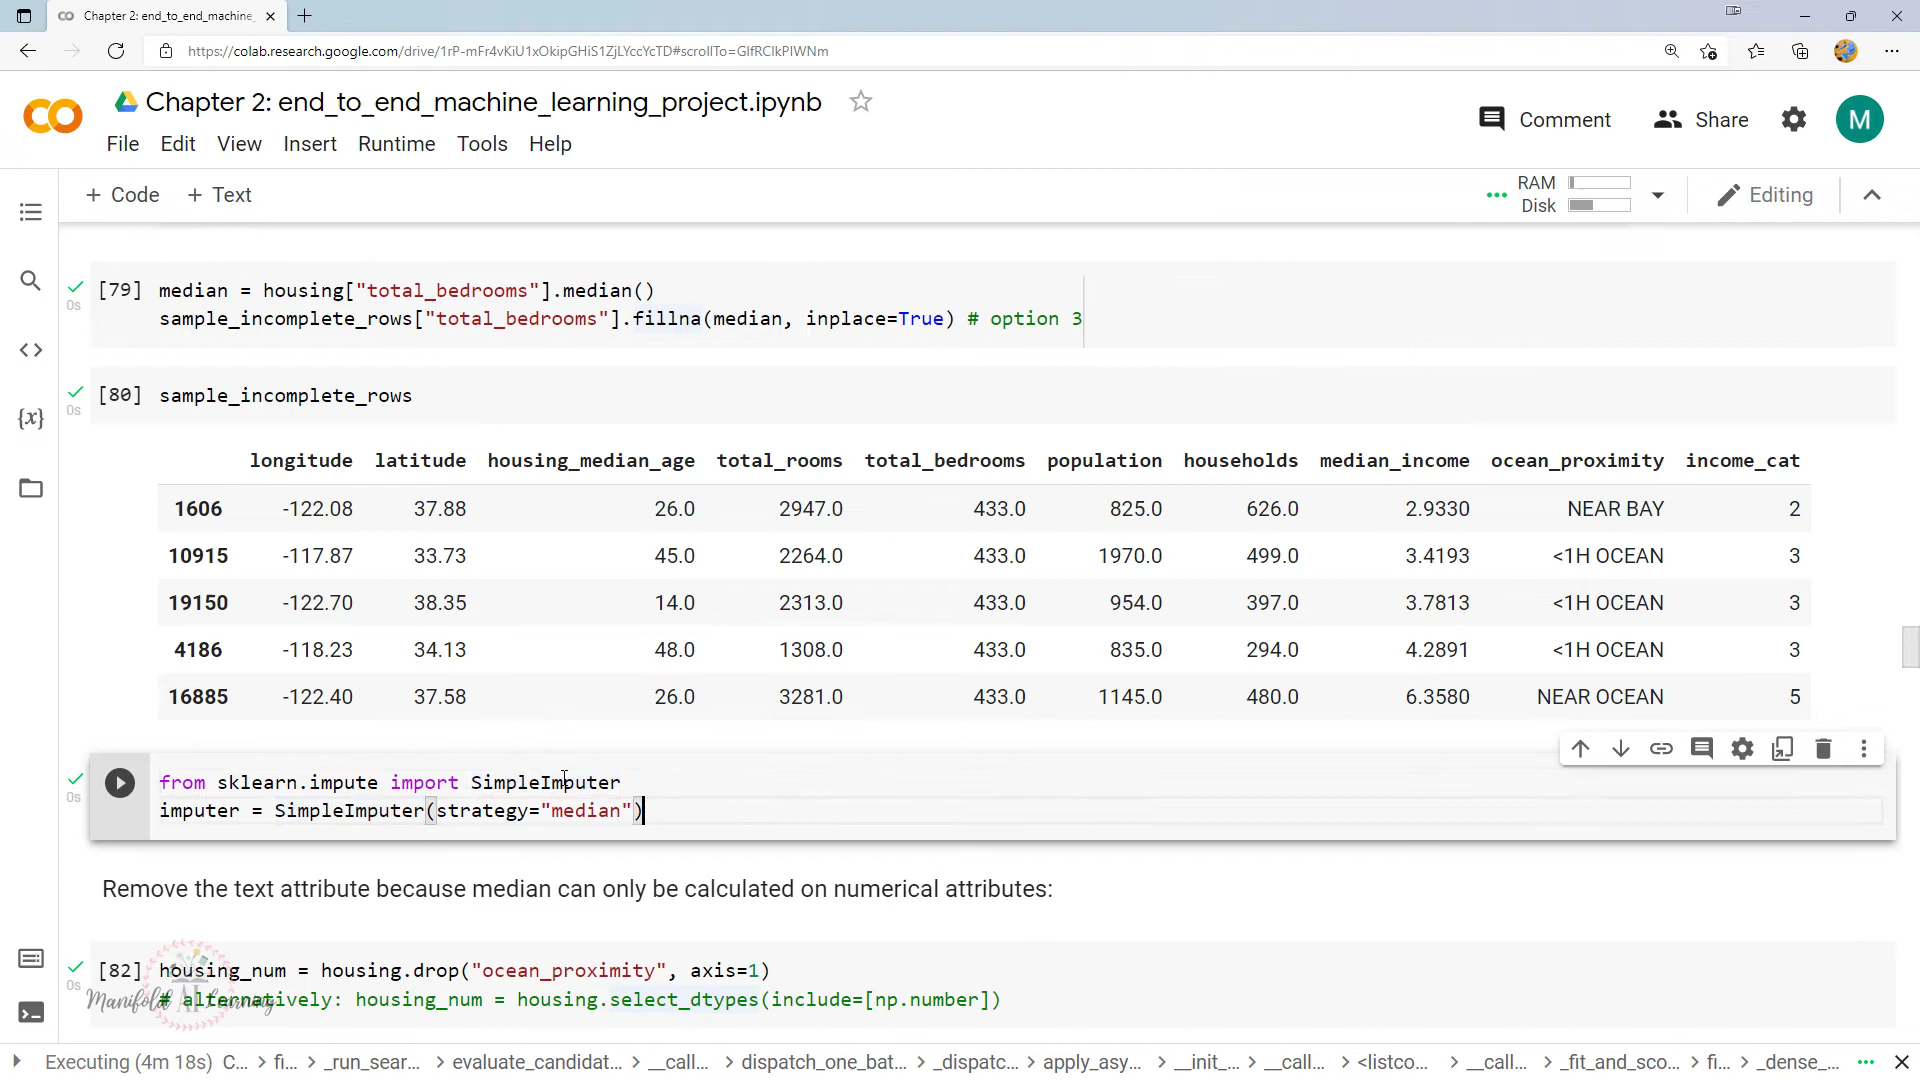 Chapter 2: end_to_end_machine_
https://colab.research.google.com/drive/1rP-mFr4vKiU1xOkipGHiS1ZjLYccYcTD#scrollTo=GlfRClkPlWNm
Chapter 2: end_to_end_machine_learning_project.ipynb
Comment Share M
File Edit View Insert Runtime Tools Help
+ Code + Text RAM Disk Editing
[79] median = housing["total_bedrooms"].median()
0s sample_incomplete_rows["total_bedrooms"].fillna(median, inplace=True) # option 3
[80] sample_incomplete_rows
0s
longitude latitude housing_median_age total_rooms total_bedrooms population households median_income ocean_proximity income_cat
1606 -122.08 37.88 26.0 2947.0 433.0 825.0 626.0 2.9330 NEAR BAY 2
10915 -117.87 33.73 45.0 2264.0 433.0 1970.0 499.0 3.4193 <1H OCEAN 3
19150 -122.70 38.35 14.0 2313.0 433.0 954.0 397.0 3.7813 <1H OCEAN 3
4186 -118.23 34.13 48.0 1308.0 433.0 835.0 294.0 4.2891 <1H OCEAN 3
16885 -122.40 37.58 26.0 3281.0 433.0 1145.0 480.0 6.3580 NEAR OCEAN 5
from sklearn.impute import SimpleImputer
0s imputer = SimpleImputer(strategy="median")
Remove the text attribute because median can only be calculated on numerical attributes:
[82] housing_num = housing.drop("ocean_proximity", axis=1)
0s # alternatively: housing_num = housing.select_dtypes(include=[np.number])
Manifold AI Learning
Executing (4m 18s) C... > fi... > _run_sear... > evaluate_candidat... > __call... > dispatch_one_bat... > _dispatc... > apply_asy... > __init_... > __call... > <listco... > __call... > _fit_and_sco... > fi... > _dense_...